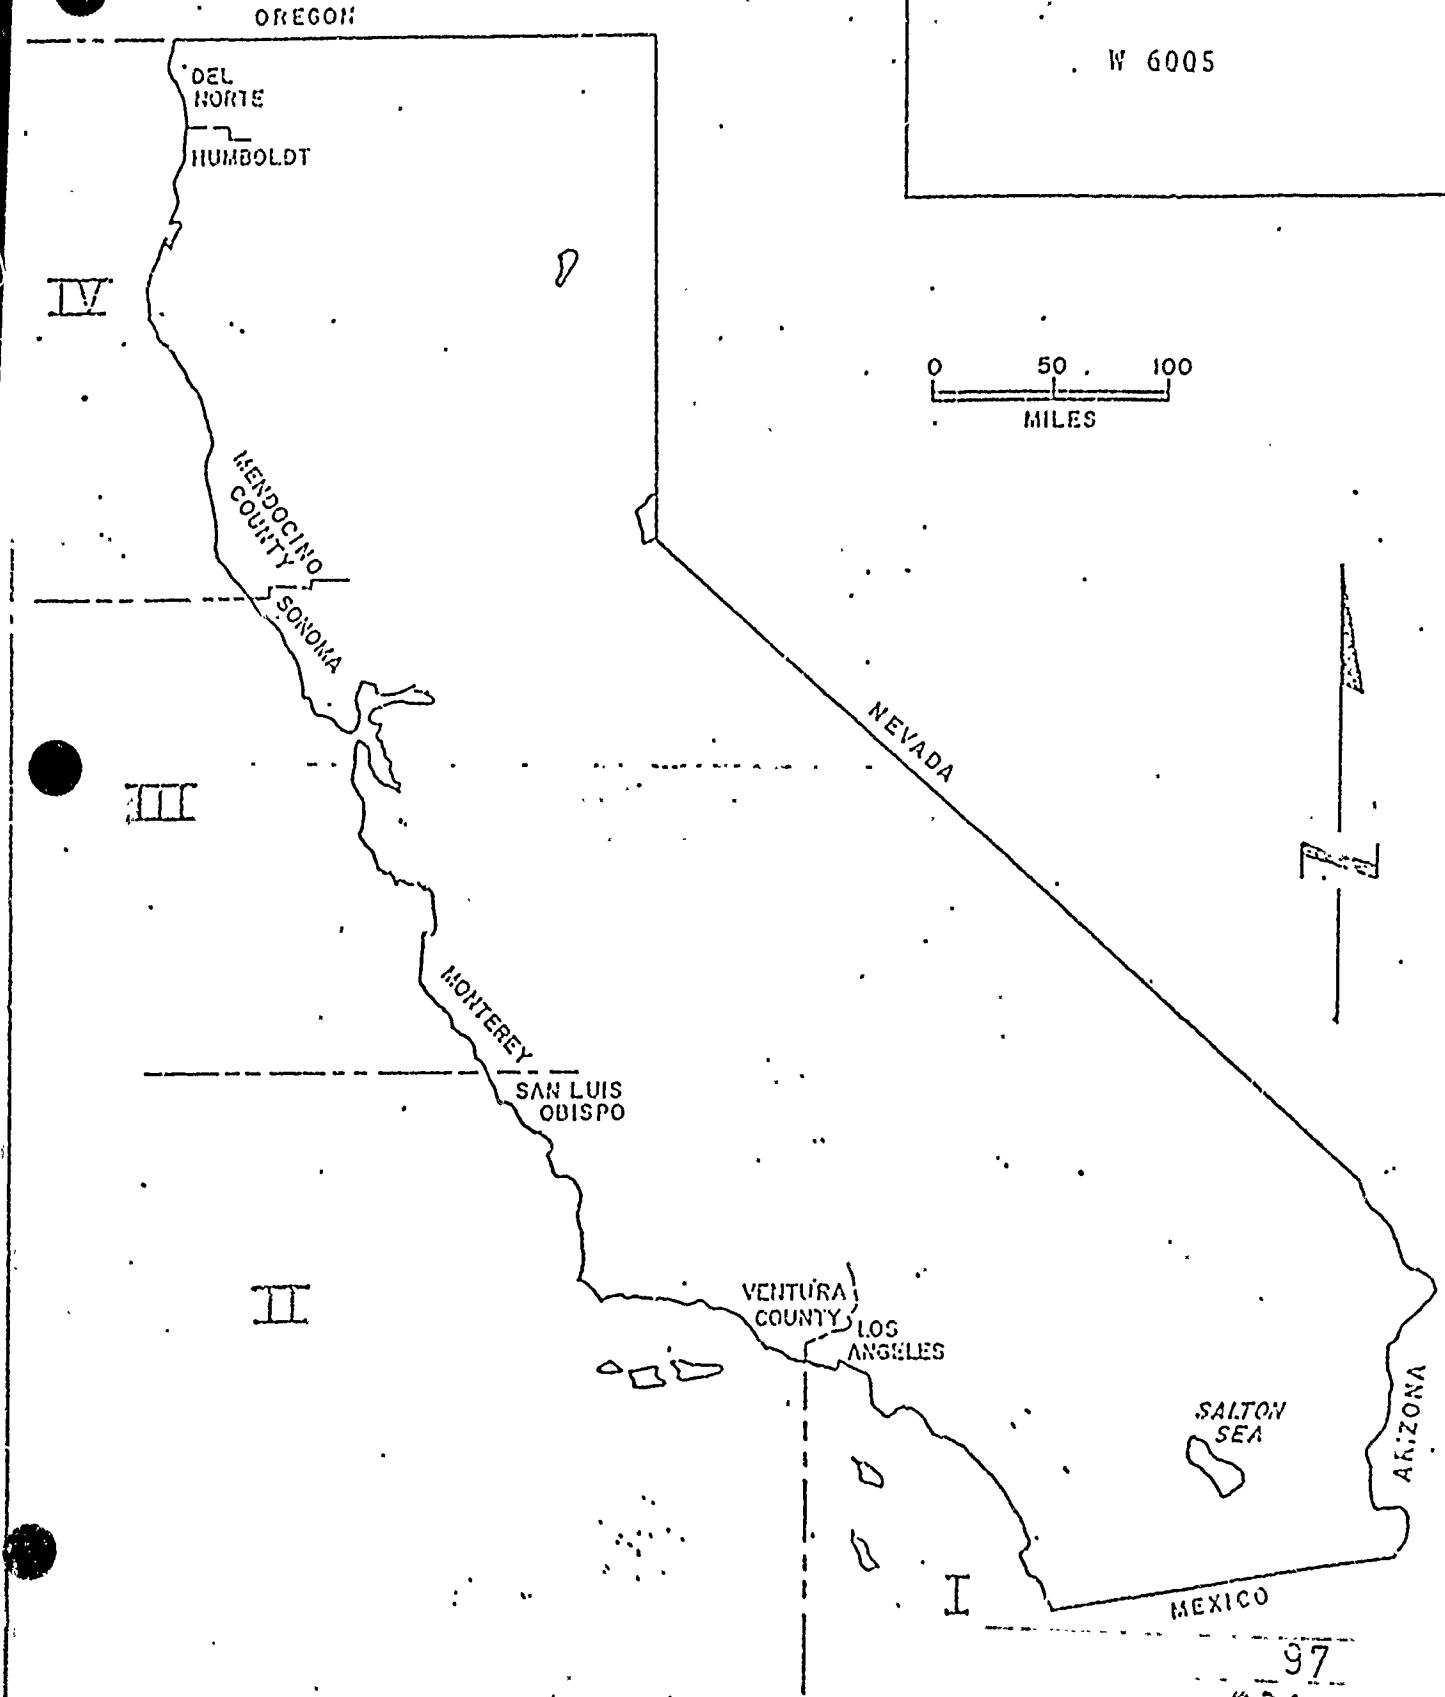 OREGON
W 6005
DEL
NORTE
HUMBOLDT
IV
0 50 100
MILES
MENDOCINO
COUNTY
SONOMA
NEVADA
III
N
MONTEREY
SAN LUIS
OBISPO
II
VENTURA
COUNTY
LOS
ANGELES
SALTON
SEA
ARIZONA
I
MEXICO
97